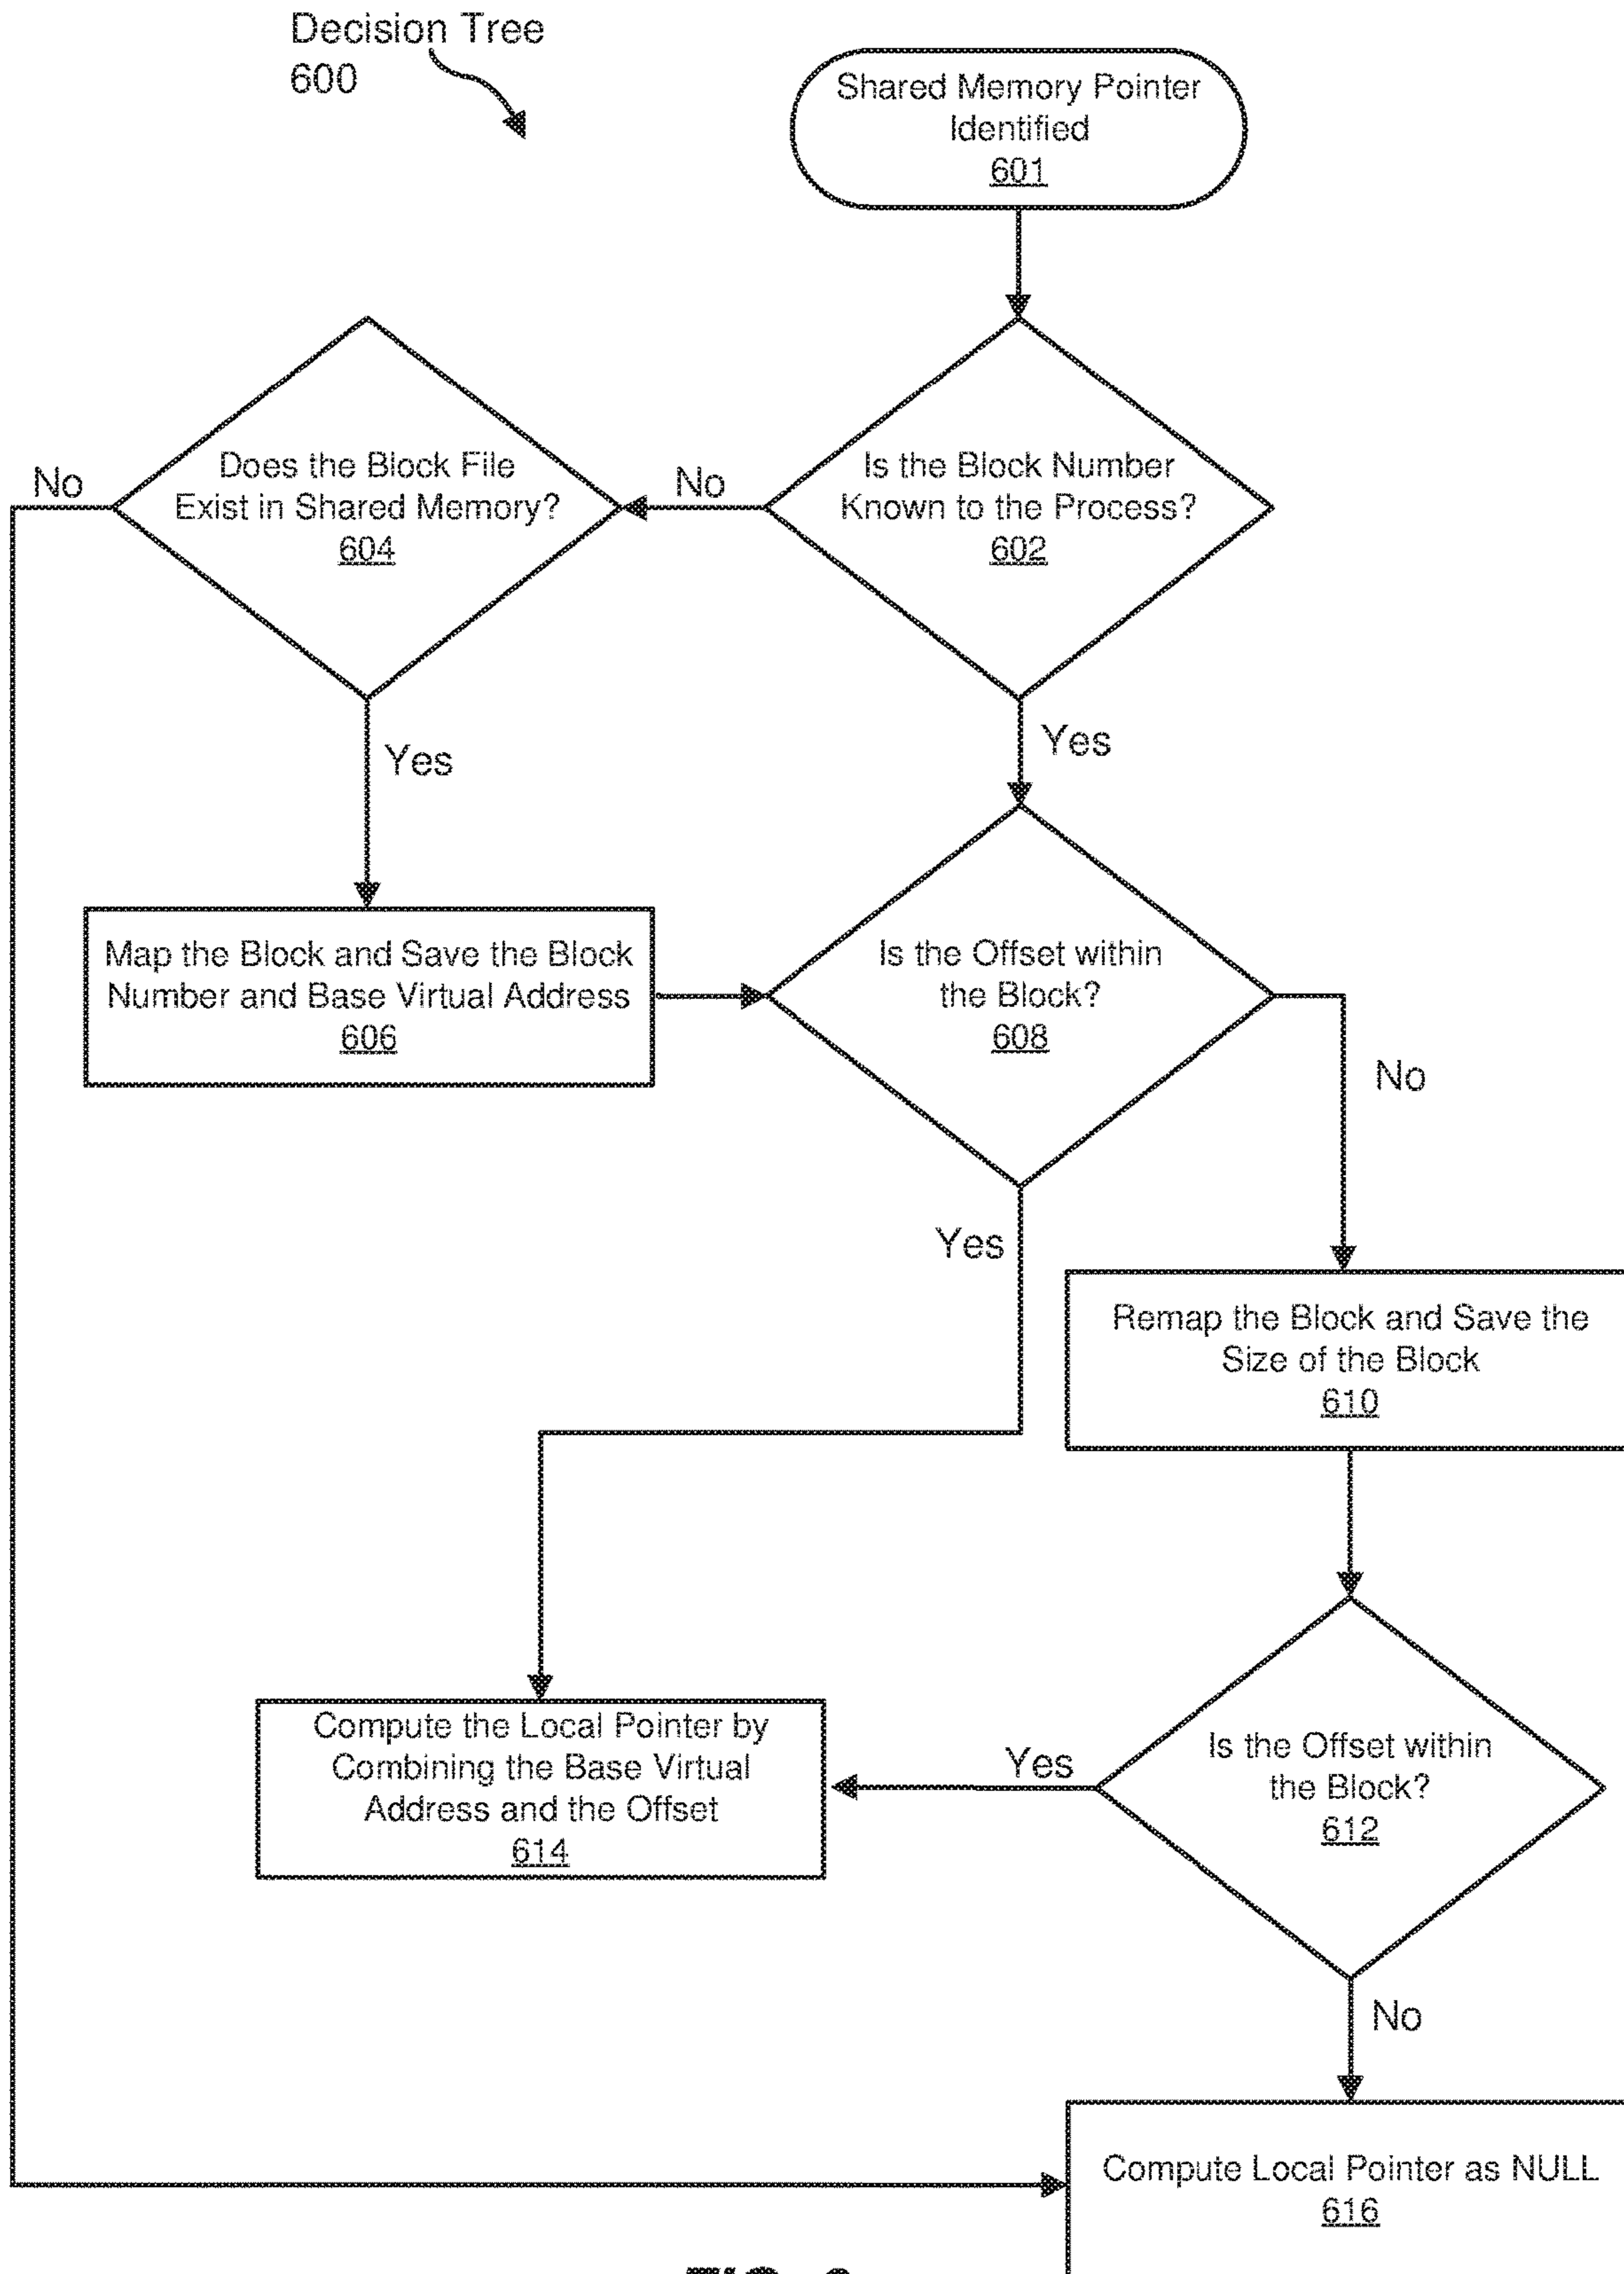 Decision Tree
600
Shared Memory Pointer
Identified
601
Is the Block Number
Known to the Process?
602
No
Does the Block File
Exist in Shared Memory?
604
No
Yes
Yes
Map the Block and Save the Block
Number and Base Virtual Address
606
Is the Offset within
the Block?
608
No
Yes
Remap the Block and Save the
Size of the Block
610
Compute the Local Pointer by
Combining the Base Virtual
Address and the Offset
614
Yes
Is the Offset within
the Block?
612
No
Compute Local Pointer as NULL
616